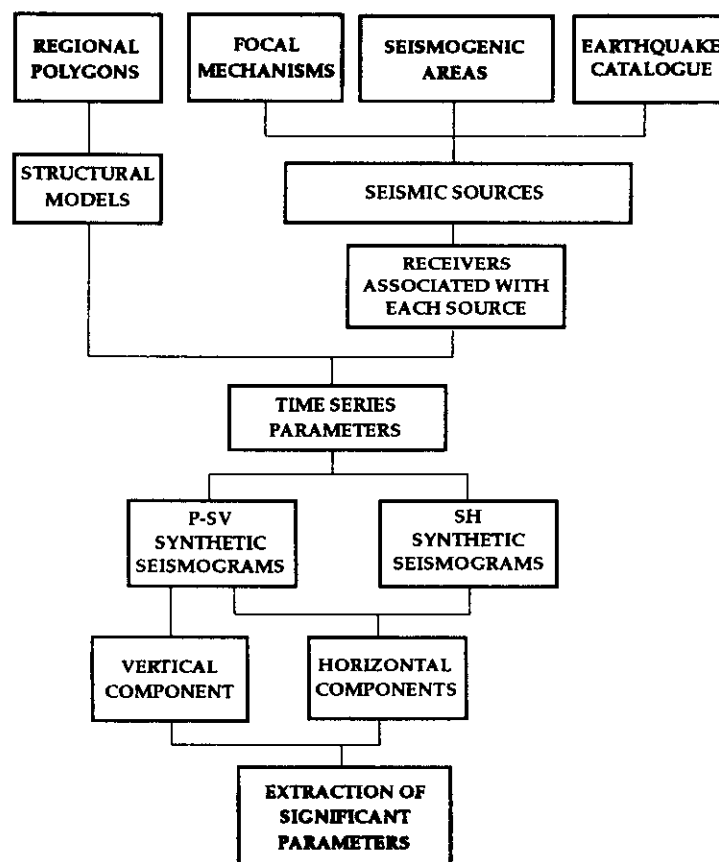 REGIONAL
POLYGONS
FOCAL
MECHANISMS
SEISMOGENIC
AREAS
EARTHQUAKE
CATALOGUE
STRUCTURAL
MODELS
SEISMIC SOURCES
RECEIVERS
ASSOCIATED WITH
EACH SOURCE
TIME SERIES
PARAMETERS
P-SV
SYNTHETIC
SEISMOGRAMS
SH
SYNTHETIC
SEISMOGRAMS
VERTICAL
COMPONENT
HORIZONTAL
COMPONENTS
EXTRACTION OF
SIGNIFICANT
PARAMETERS